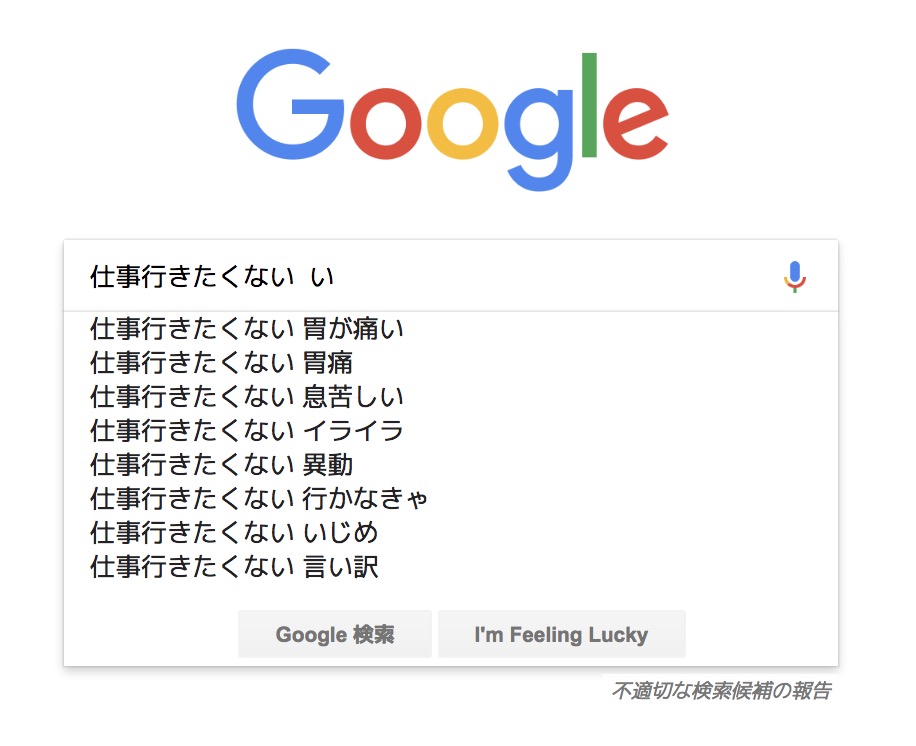 Google
仕事行きたくない い
仕事行きたくない 胃が痛い
仕事行きたくない 胃痛
仕事行きたくない 息苦しい
仕事行きたくない イライラ
仕事行きたくない 異動
仕事行きたくない 行かなきゃ
仕事行きたくない いじめ
仕事行きたくない 言い訳
Google 検索 I'm Feeling Lucky
不適切な検索候補の報告